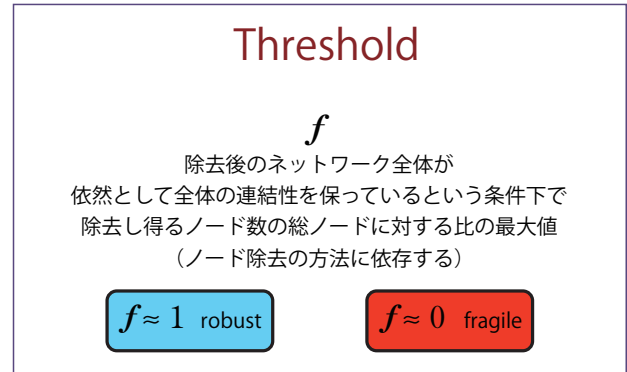 Threshold
f
除去後のネットワーク全体が
依然として全体の連結性を保っているという条件下で
除去し得るノード数の総ノードに対する比の最大値
（ノード除去の方法に依存する）
f ≈ 1 robust
f ≈ 0 fragile